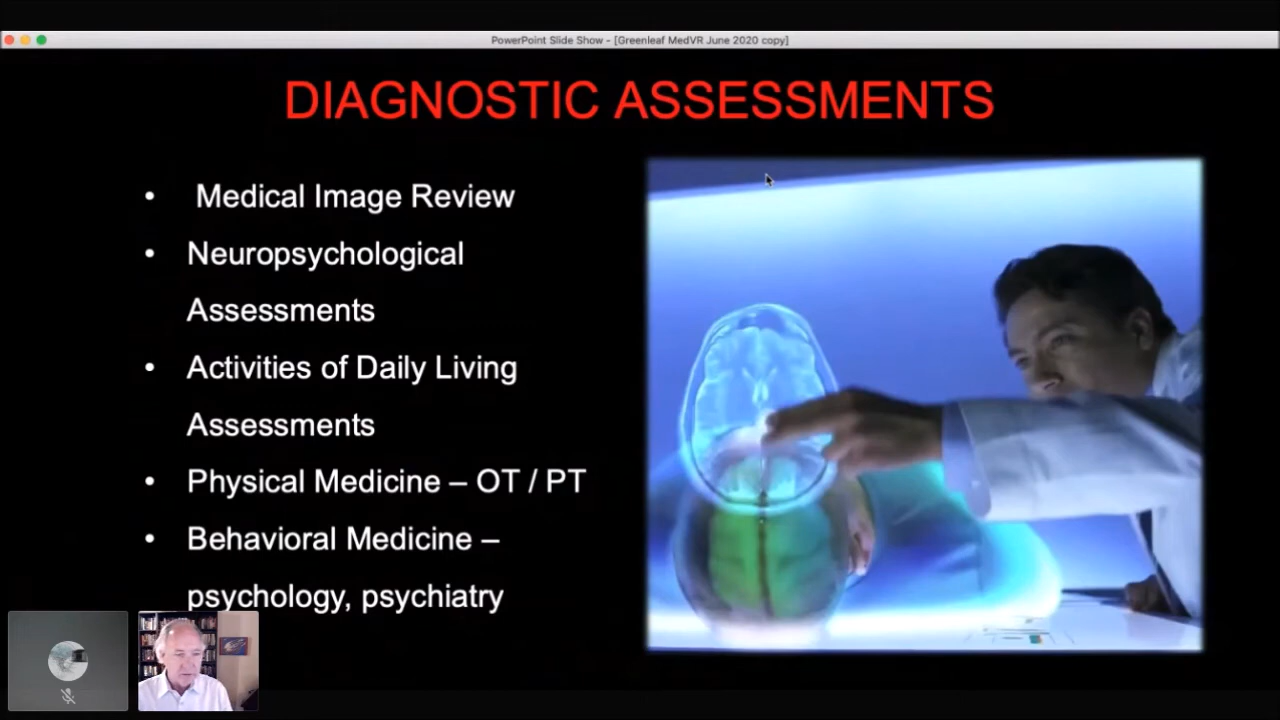 PowerPoint Slide Show - [Greenleaf MedVR June 2020 copy]
DIAGNOSTIC ASSESSMENTS
• Medical Image Review
• Neuropsychological
Assessments
• Activities of Daily Living
Assessments
• Physical Medicine – OT / PT
• Behavioral Medicine –
psychology, psychiatry